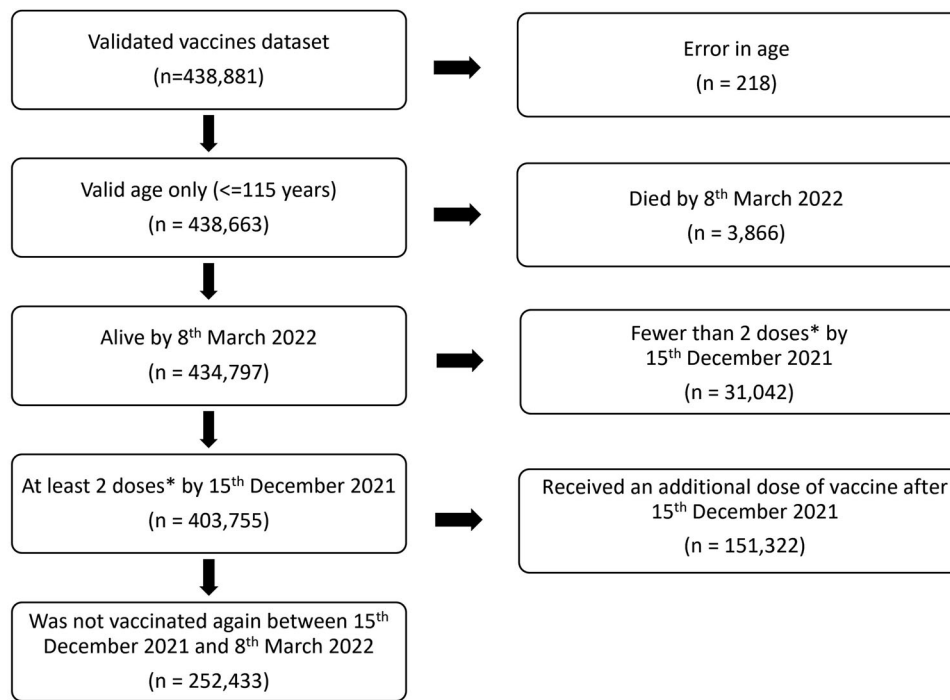 Validated vaccines dataset
(n=438,881)
Error in age
(n = 218)
Valid age only (<=115 years)
(n = 438,663)
Died by 8th March 2022
(n = 3,866)
Alive by 8th March 2022
(n = 434,797)
Fewer than 2 doses* by
15th December 2021
(n = 31,042)
At least 2 doses* by 15th December 2021
(n = 403,755)
Received an additional dose of vaccine after
15th December 2021
(n = 151,322)
Was not vaccinated again between 15th
December 2021 and 8th March 2022
(n = 252,433)